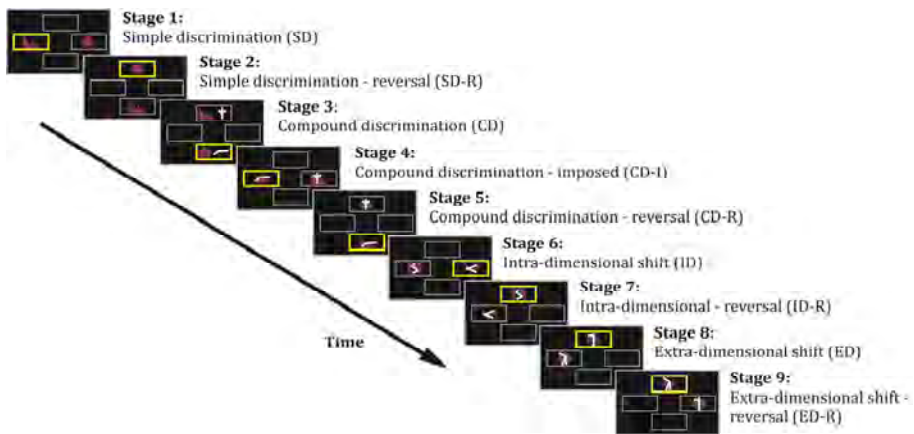 Stage 1:
Simple discrimination (SD)
Stage 2:
Simple discrimination - reversal (SD-R)
Stage 3:
Compound discrimination (CD)
Stage 4:
Compound discrimination - imposed (CD-I)
Stage 5:
Compound discrimination - reversal (CD-R)
Stage 6:
Intra-dimensional shift (ID)
Stage 7:
Intra-dimensional - reversal (ID-R)
Time
Stage 8:
Extra-dimensional shift (ED)
Stage 9:
Extra-dimensional shift -
reversal (ED-R)